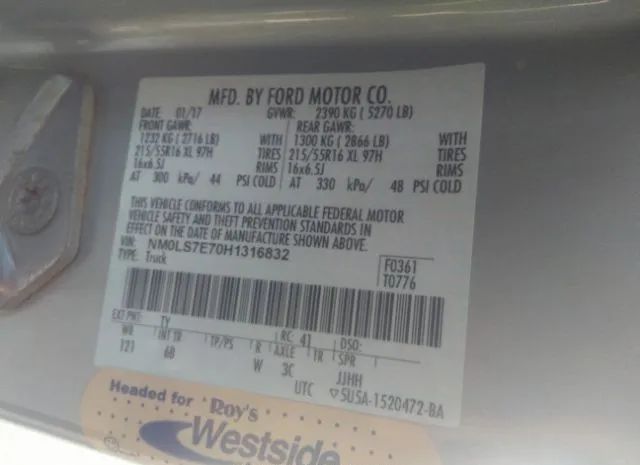 MFD. BY FORD MOTOR CO.
DATE: 01/17 GVWR: 2390 KG ( 5270 LB)
FRONT GAWR: REAR GAWR:
1232 KG ( 2716 LB) WITH 1300 KG ( 2866 LB) WITH
215/55R16 XL 97H TIRES 215/55R16 XL 97H TIRES
16x6.5J RIMS 16x6.5J RIMS
AT 300 kPa/ 44 PSI COLD AT 330 kPa/ 48 PSI COLD
THIS VEHICLE CONFORMS TO ALL APPLICABLE FEDERAL MOTOR
VEHICLE SAFETY AND THEFT PREVENTION STANDARDS IN
EFFECT ON THE DATE OF MANUFACTURE SHOWN ABOVE.
VIN: NM0LS7E70H1316832
TYPE: Truck
F0361
T0776
EXT PNT: TY RC: 41 DSO:
WB INT TR TP/PS R AXLE TR SPR
121 6B W 3C JJHH
UTC ▽5U5A-1520472-BA
Headed for Roy's
Westside